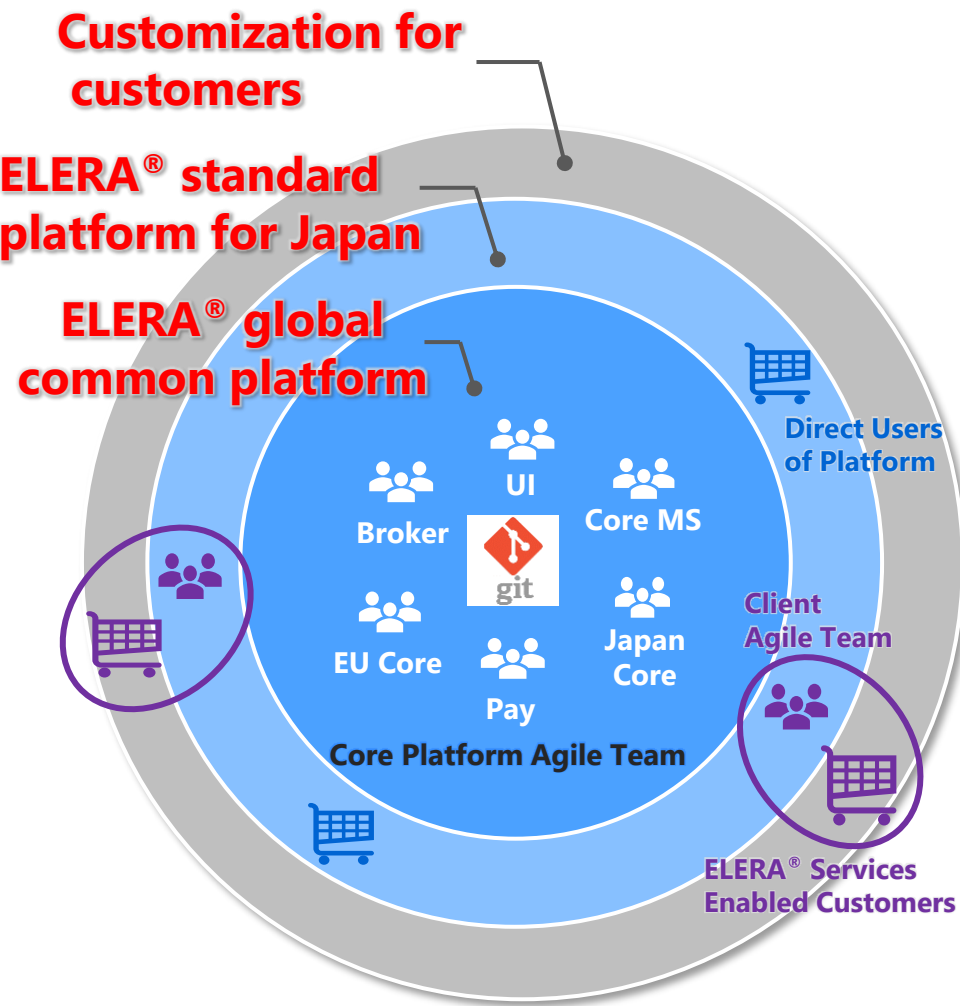 Customization for
customers
ELERA® standard
platform for Japan
ELERA® global
common platform
Direct Users
of Platform
UI
Broker
Core MS
git
Client
Agile Team
EU Core
Japan
Core
Pay
Core Platform Agile Team
ELERA® Services
Enabled Customers